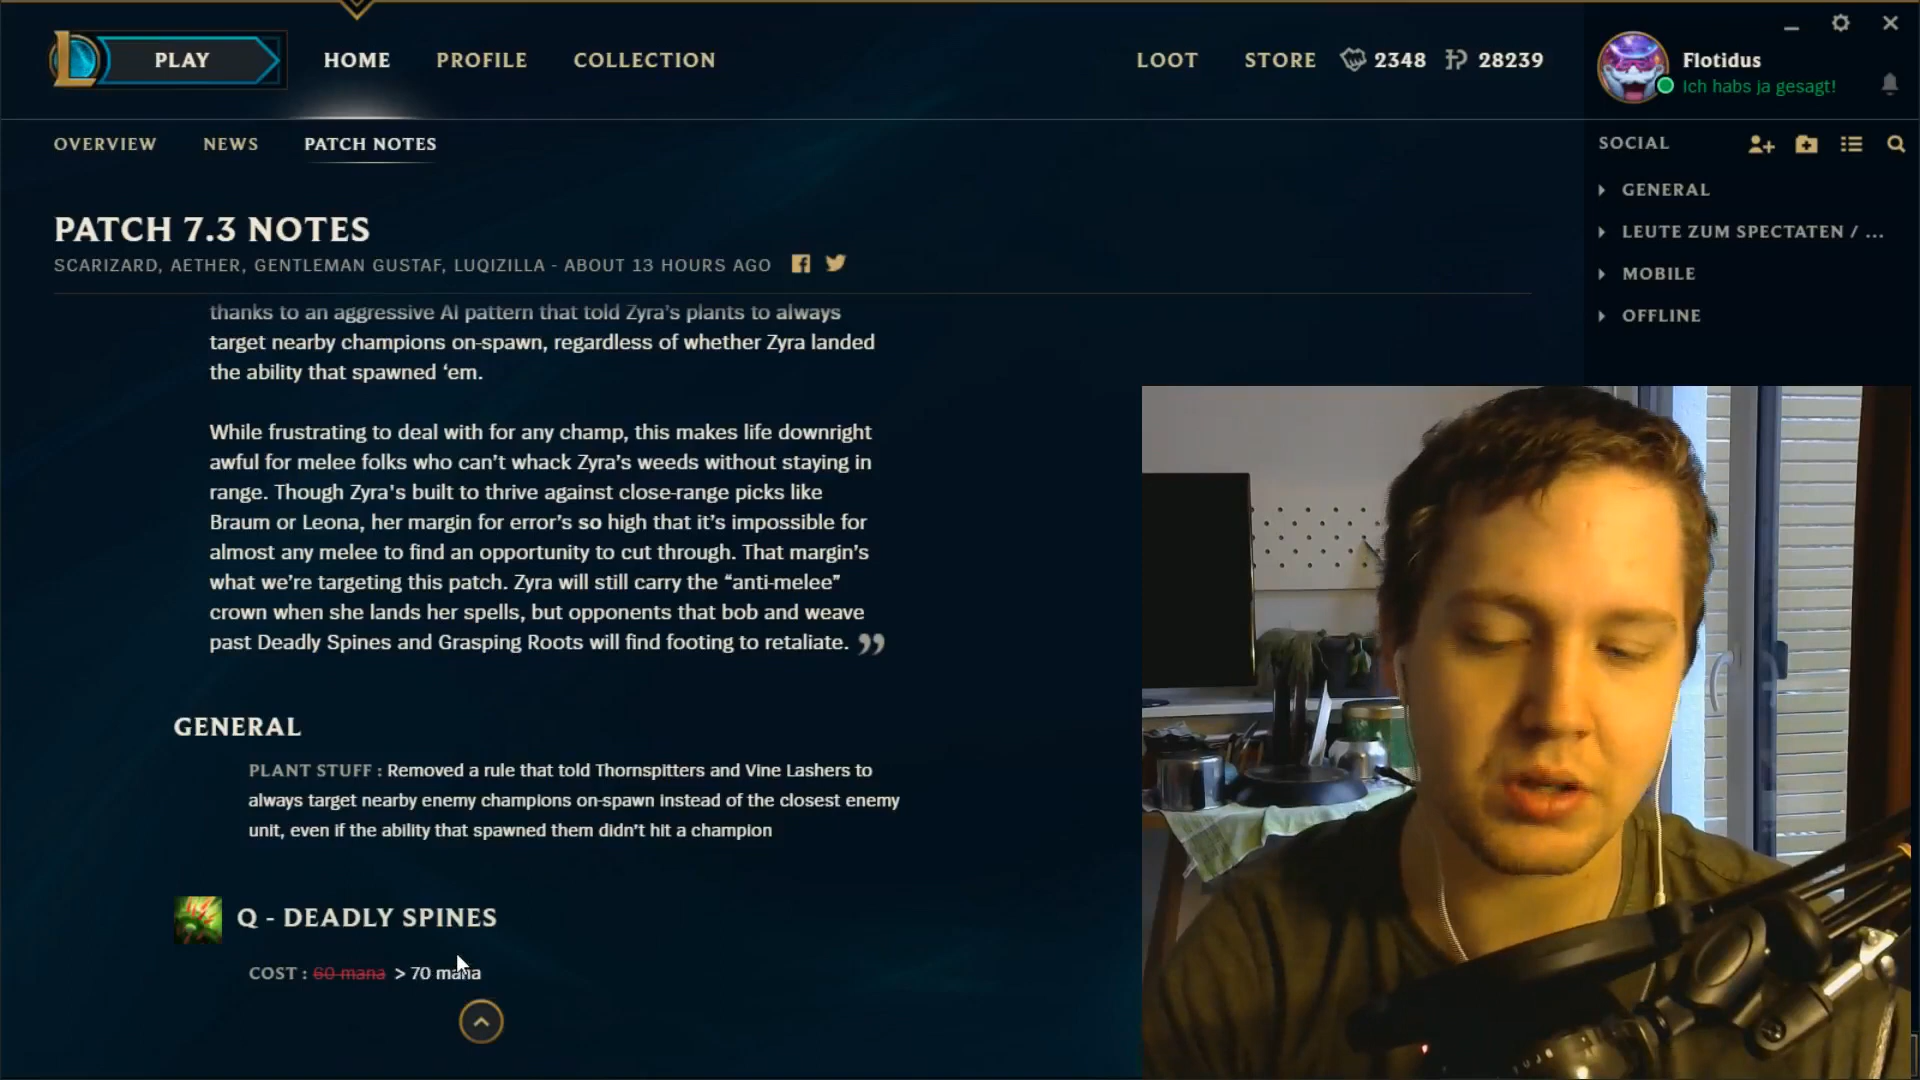 PLAY
HOME
PROFILE
COLLECTION
LOOT
STORE
2348
28239
Flotidus
Ich habs ja gesagt!
OVERVIEW
NEWS
PATCH NOTES
SOCIAL
GENERAL
LEUTE ZUM SPECTATEN / ...
MOBILE
OFFLINE
PATCH 7.3 NOTES
SCARIZARD, AETHER, GENTLEMAN GUSTAF, LUQIZILLA - ABOUT 13 HOURS AGO
thanks to an aggressive AI pattern that told Zyra's plants to always
target nearby champions on-spawn, regardless of whether Zyra landed
the ability that spawned ‘em.
While frustrating to deal with for any champ, this makes life downright
awful for melee folks who can’t whack Zyra’s weeds without staying in
range. Though Zyra's built to thrive against close-range picks like
Braum or Leona, her margin for error’s so high that it’s impossible for
almost any melee to find an opportunity to cut through. That margin’s
what we’re targeting this patch. Zyra will still carry the “anti-melee”
crown when she lands her spells, but opponents that bob and weave
past Deadly Spines and Grasping Roots will find footing to retaliate. ”
GENERAL
PLANT STUFF : Removed a rule that told Thornspitters and Vine Lashers to
always target nearby enemy champions on-spawn instead of the closest enemy
unit, even if the ability that spawned them didn’t hit a champion
Q - DEADLY SPINES
COST : 60 mana > 70 mana